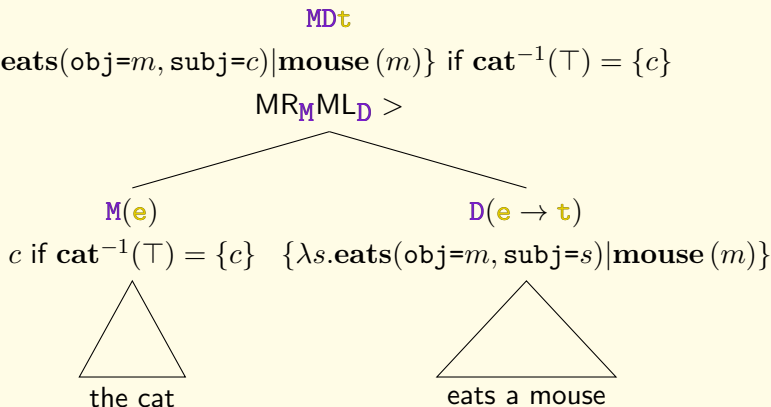 MDt
eats(obj=m, subj=c)|mouse (m)} if cat⁻¹(⊤) = {c}
MR_M ML_D >
M(e) D(e → t)
c if cat⁻¹(⊤) = {c} {λs.eats(obj=m, subj=s)|mouse (m)}
the cat eats a mouse